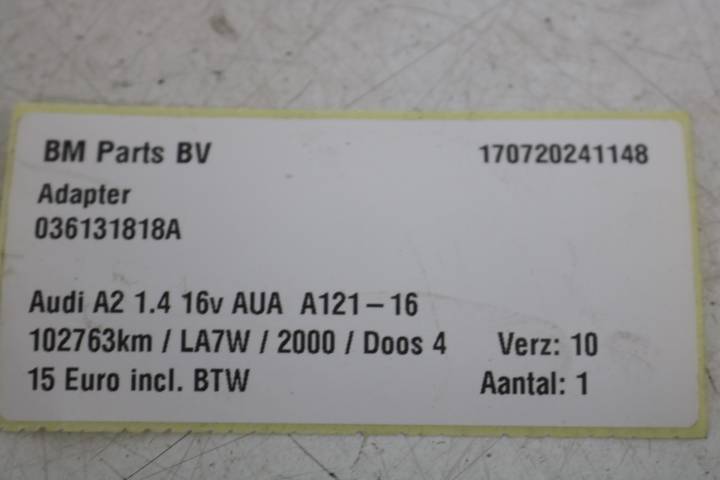 BM Parts BV 170720241148
Adapter
036131818A
Audi A2 1.4 16v AUA A121-16
102763km / LA7W / 2000 / Doos 4 Verz: 10
15 Euro incl. BTW Aantal: 1